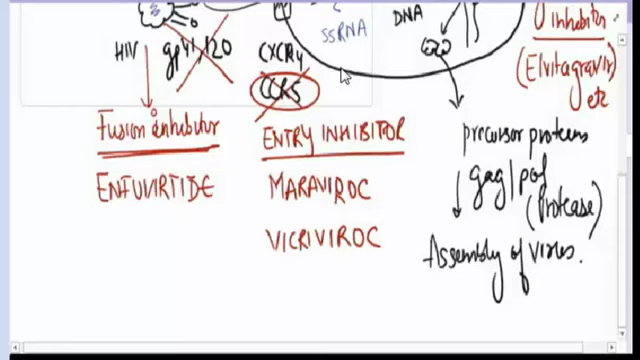 HIV
gp41,120
CXCR4
CCR5
SSRNA
DNA
inhibitor
(Elvitagravir)
etc
Fusion inhibitor
ENTRY INHIBITOR
ENFUVIRTIDE
MARAVIROC
VICRIVIROC
precursor proteins
gag/pol
(Protease)
Assembly of virus.